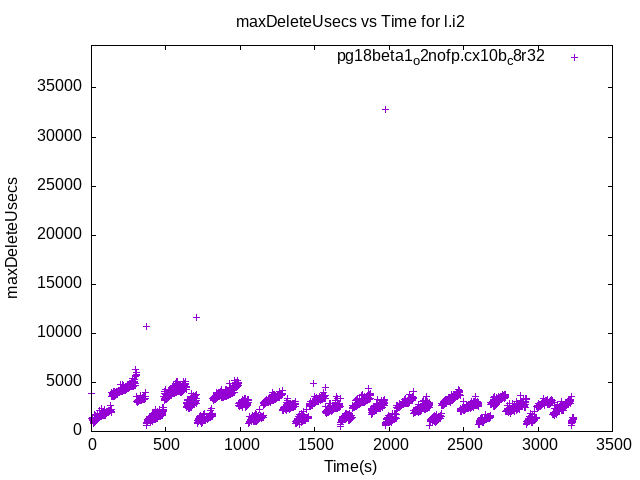 maxDeleteUsecs vs Time for l.i2
pg18beta1_o2nofp.cx10b_c8r32
35000
30000
25000
20000
15000
10000
5000
0
maxDeleteUsecs
0 500 1000 1500 2000 2500 3000 3500
Time(s)